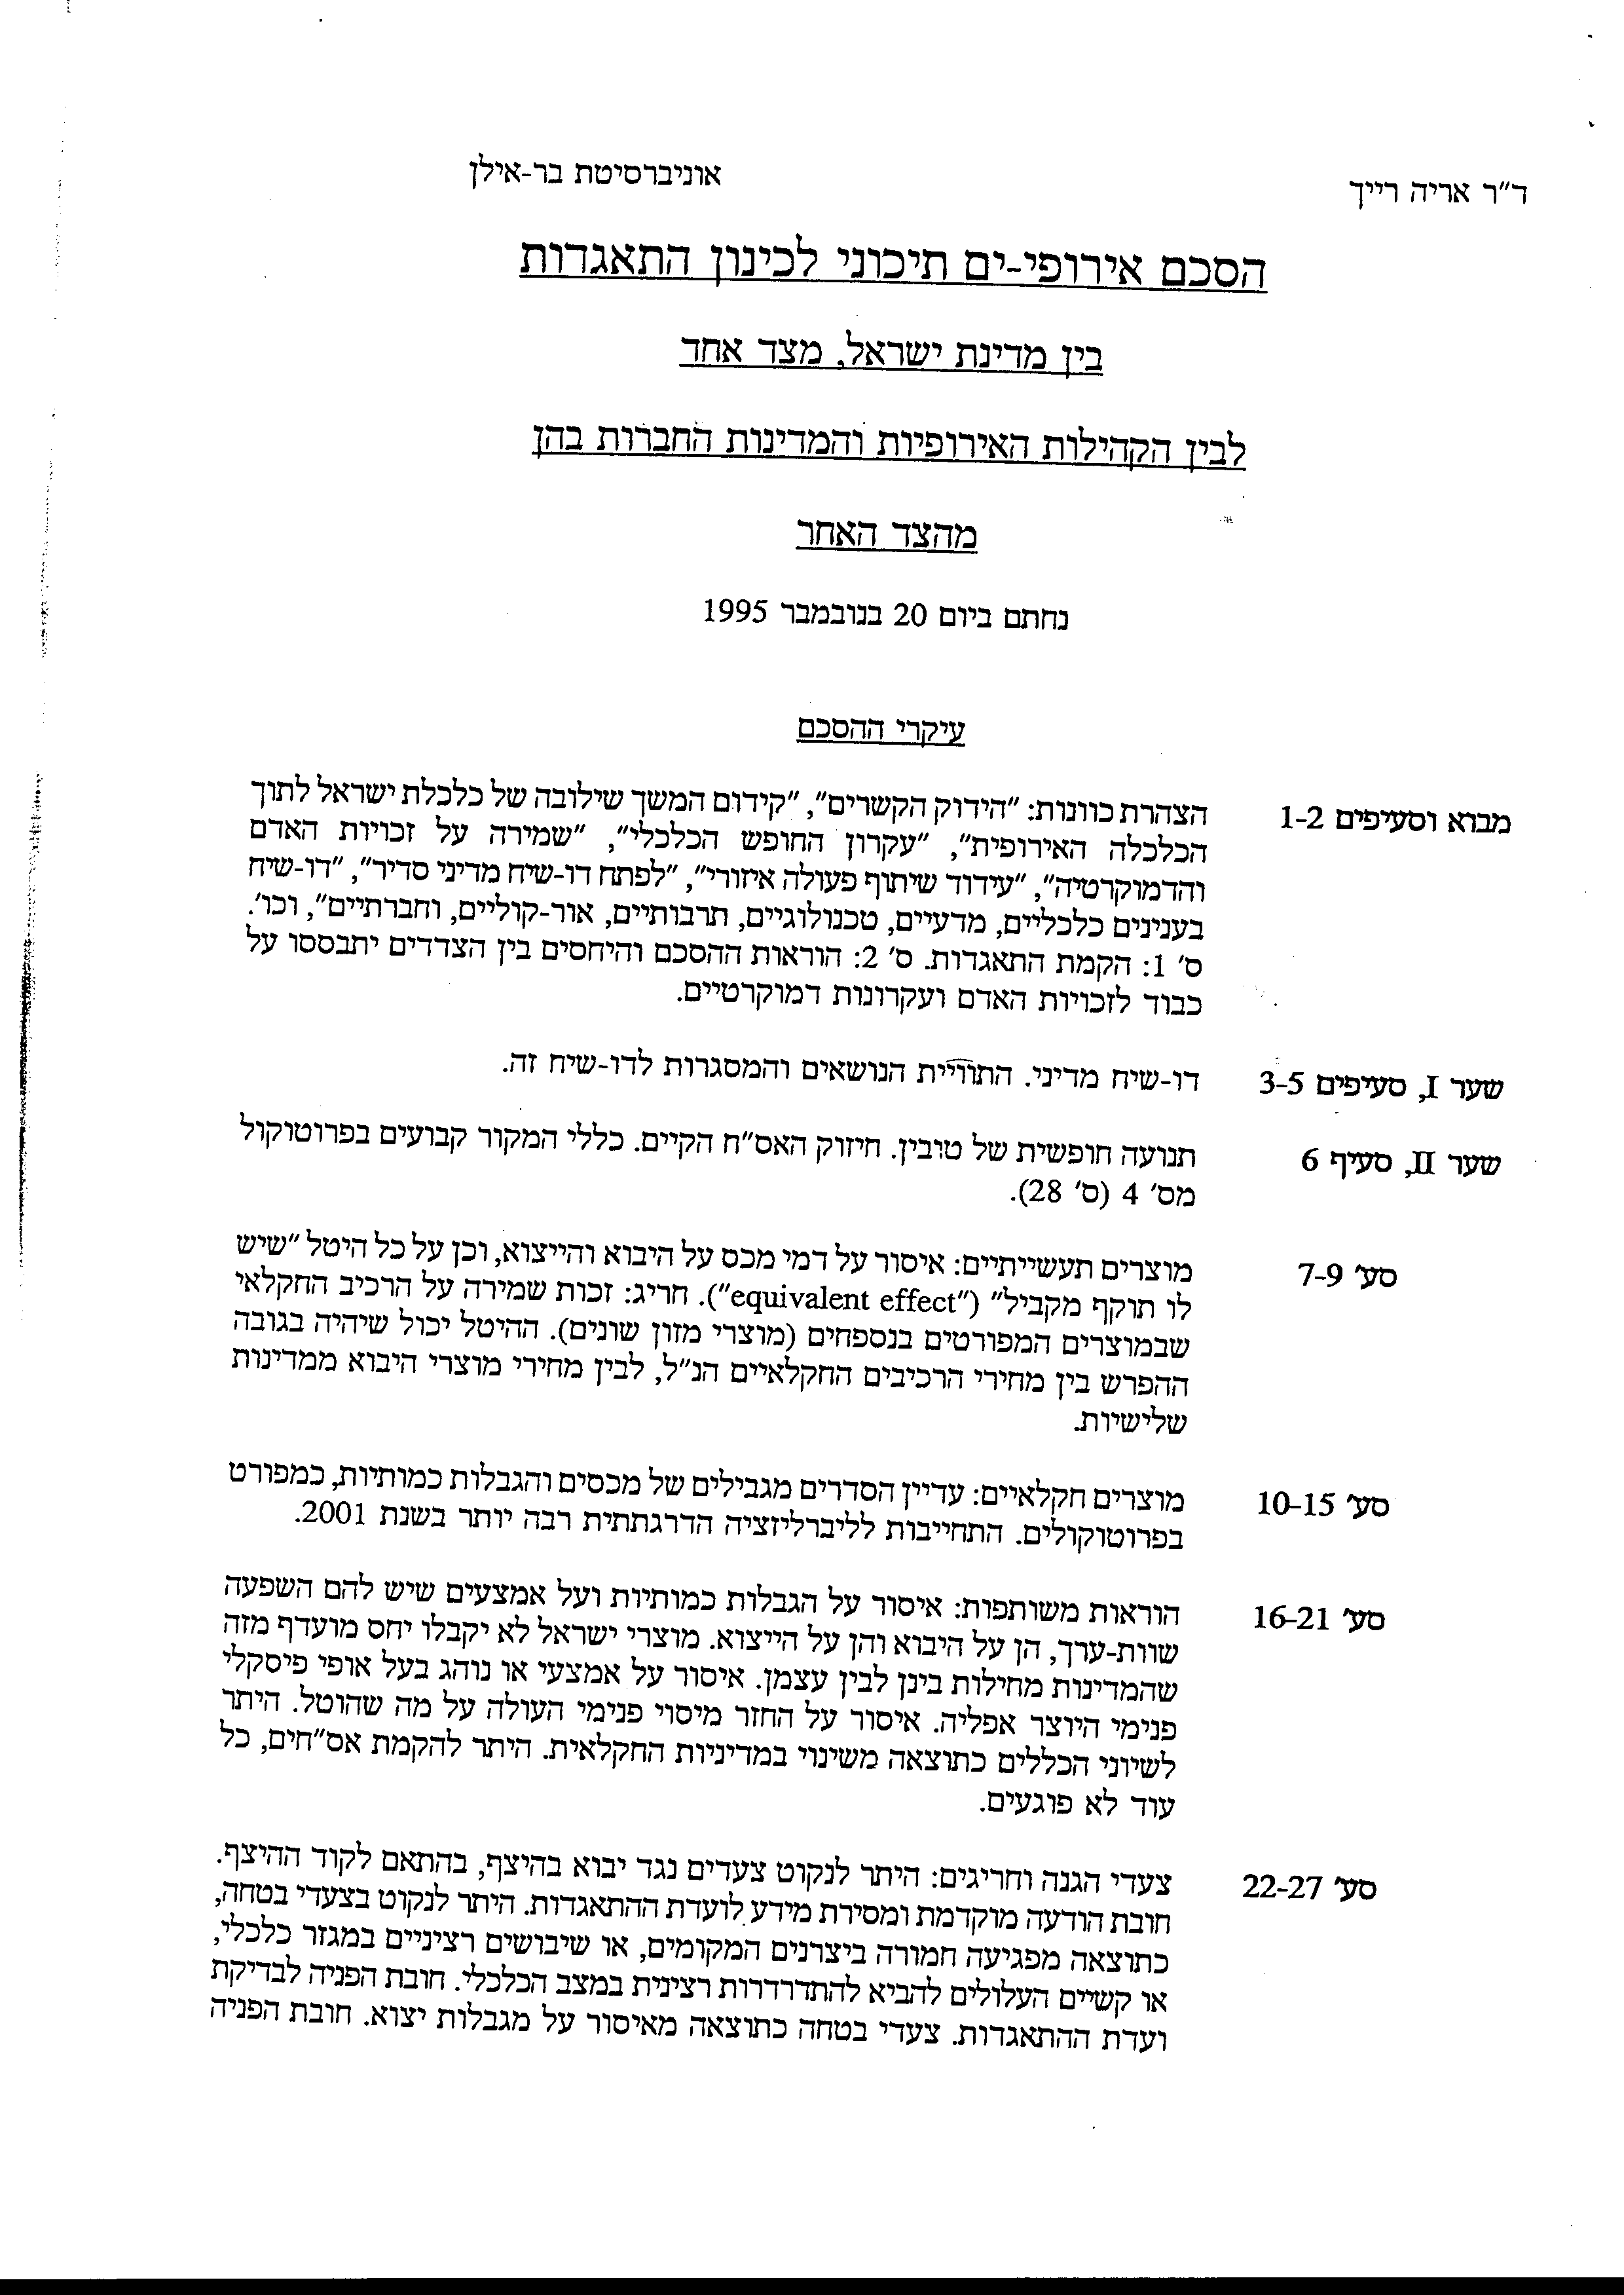 ד״ר אריה רייך
אוניברסיטת בר-אילן
הסכם אירופי-ים תיכוני לכינון התאגדות
בין מדינת ישראל, מצד אחד
לבין הקהילות האירופיות והמדינות החברות בהן
מהצד האחר
נחתם ביום 20 בנובמבר 1995
עיקרי ההסכם
מבוא וסעיפים 1-2
הצהרת כוונות: ״הידוק הקשרים״, ״קידום המשך שילובה של כלכלת ישראל לתוך
הכלכלה האירופית״, ״עקרון החופש הכלכלי״, ״שמירה על זכויות האדם
והדמוקרטיה״, ״עידוד שיתוף פעולה איזורי״, ״לפתח דו-שיח מדיני סדיר״, ״דו-שיח
בענינים כלכליים, מדעיים, טכנולוגיים, תרבותיים, אור-קוליים, וחברתיים״, וכו׳.
ס׳ 1: הקמת התאגדות. ס׳ 2: הוראות ההסכם והיחסים בין הצדדים יתבססו על
כבוד לזכויות האדם ועקרונות דמוקרטיים.
שער I, סעיפים 3-5
דו-שיח מדיני. התוויית הנושאים והמסגרות לדו-שיח זה.
שער II, סעיף 6
תנועה חופשית של טובין. חיזוק האס״ח הקיים. כללי המקור קבועים בפרוטוקול
מס׳ 4 (ס׳ 28).
סע׳ 7-9
מוצרים תעשייתיים: איסור על דמי מכס על היבוא והייצוא, וכן על כל היטל ״שיש
לו תוקף מקביל״ (״equivalent effect״). חריג: זכות שמירה על הרכיב החקלאי
שבמוצרים המפורטים בנספחים (מוצרי מזון שונים). ההיטל יכול שיהיה בגובה
ההפרש בין מחירי הרכיבים החקלאיים הנ״ל, לבין מחירי מוצרי היבוא ממדינות
שלישיות.
סע׳ 10-15
מוצרים חקלאיים: עדיין הסדרים מגבילים של מכסים והגבלות כמותיות, כמפורט
בפרוטוקולים. התחייבות לליברליזציה הדרגתתית רבה יותר בשנת 2001.
סע׳ 16-21
הוראות משותפות: איסור על הגבלות כמותיות ועל אמצעים שיש להם השפעה
שוות-ערך, הן על היבוא והן על הייצוא. מוצרי ישראל לא יקבלו יחס מועדף מזה
שהמדינות מחילות בינן לבין עצמן. איסור על אמצעי או נוהג בעל אופי פיסקלי
פנימי היוצר אפליה. איסור על החזר מיסוי פנימי העולה על מה שהוטל. היתר
לשיוני הכללים כתוצאה משינוי במדיניות החקלאית. היתר להקמת אס״חים, כל
עוד לא פוגעים.
סע׳ 22-27
צעדי הגנה וחריגים: היתר לנקוט צעדים נגד יבוא בהיצף, בהתאם לקוד ההיצף.
חובת הודעה מוקדמת ומסירת מידע לועדת ההתאגדות. היתר לנקוט בצעדי בטחה,
כתוצאה מפגיעה חמורה ביצרנים המקומים, או שיבושים רציניים במגזר כלכלי,
או קשיים העלולים להביא להתדרדרות רצינית במצב הכלכלי. חובת הפניה לבדיקת
ועדת ההתאגדות. צעדי בטחה כתוצאה מאיסור על מגבלות יצוא. חובת הפניה